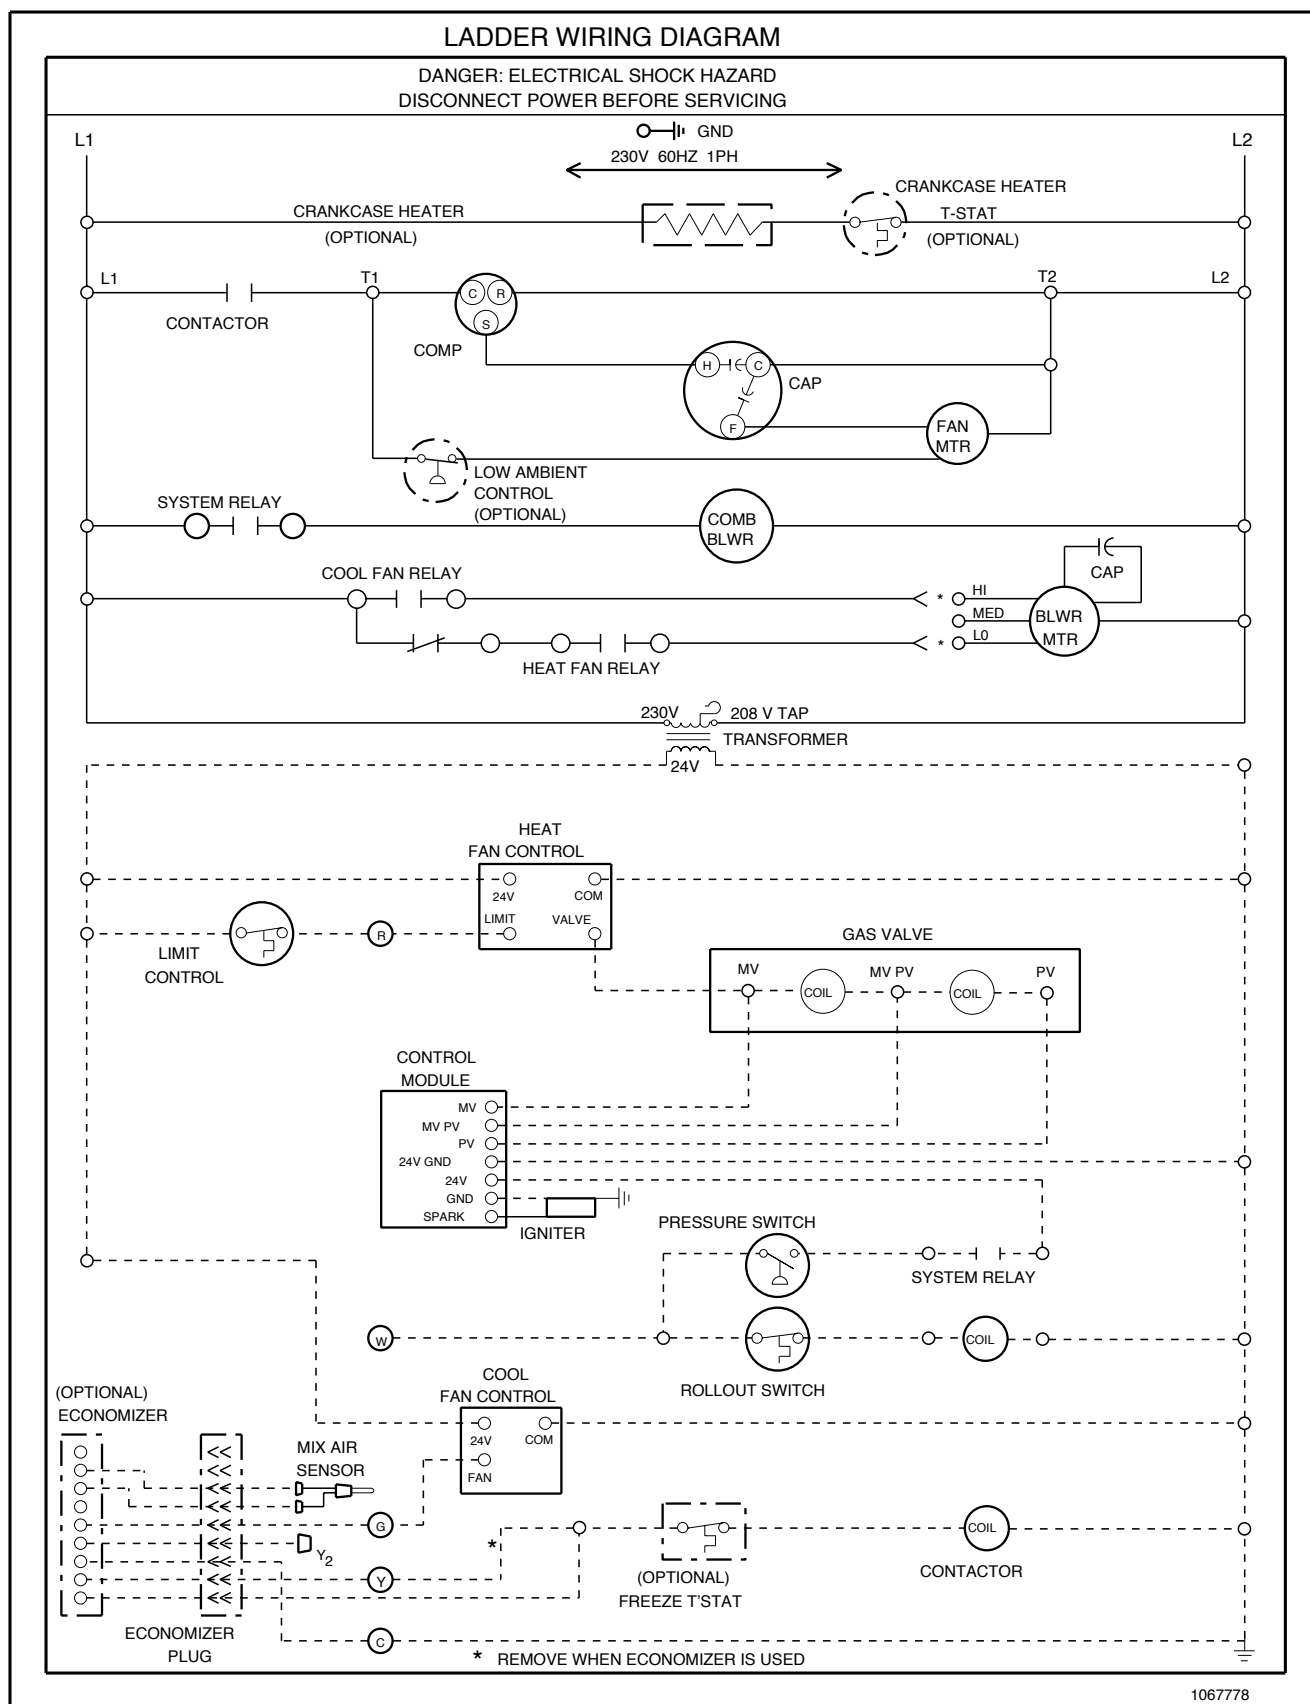 LADDER WIRING DIAGRAM
DANGER: ELECTRICAL SHOCK HAZARD
DISCONNECT POWER BEFORE SERVICING
L1
GND
L2
230V 60HZ 1PH
CRANKCASE HEATER
(OPTIONAL)
CRANKCASE HEATER
T-STAT
(OPTIONAL)
L1
T1
C
R
S
T2
L2
CONTACTOR
COMP
H
C
F
CAP
FAN
MTR
LOW AMBIENT
CONTROL
(OPTIONAL)
SYSTEM RELAY
COMB
BLWR
CAP
COOL FAN RELAY
* HI
MED
* L0
BLWR
MTR
HEAT FAN RELAY
230V
208 V TAP
TRANSFORMER
24V
HEAT
FAN CONTROL
24V
COM
LIMIT
VALVE
R
LIMIT
CONTROL
GAS VALVE
MV
MV PV
PV
COIL
COIL
CONTROL
MODULE
MV
MV PV
PV
24V GND
24V
GND
SPARK
IGNITER
PRESSURE SWITCH
SYSTEM RELAY
W
COIL
ROLLOUT SWITCH
COOL
FAN CONTROL
24V
COM
FAN
(OPTIONAL)
ECONOMIZER
MIX AIR
SENSOR
G
Y2
*
Y
C
COIL
CONTACTOR
(OPTIONAL)
FREEZE T'STAT
ECONOMIZER
PLUG
* REMOVE WHEN ECONOMIZER IS USED
1067778